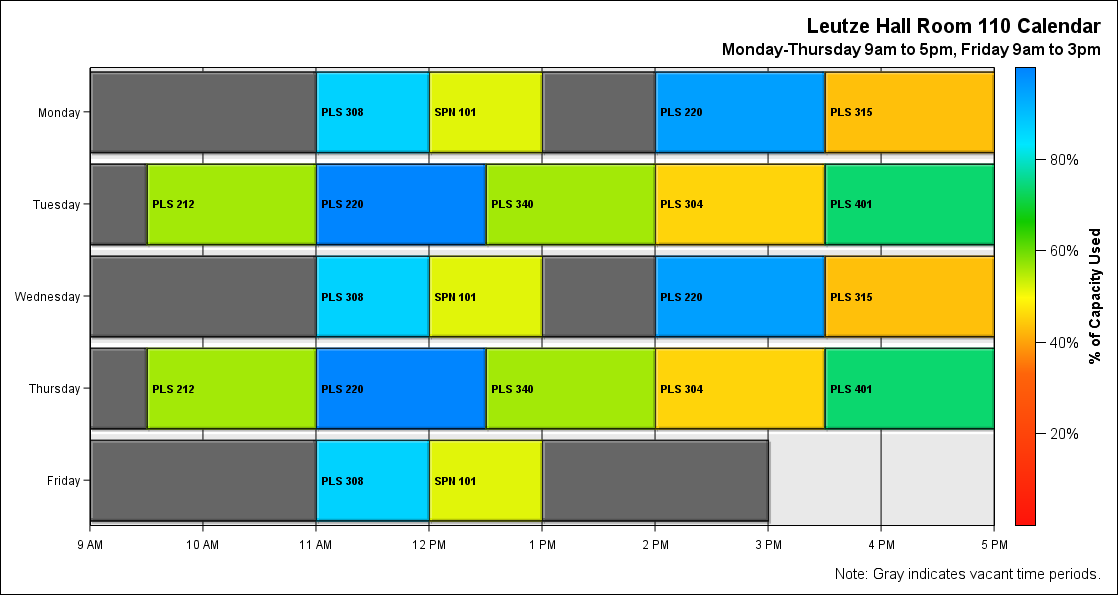 Leutze Hall Room 110 Calendar
Monday-Thursday 9am to 5pm, Friday 9am to 3pm
Monday PLS 308 SPN 101 PLS 220 PLS 315
Tuesday PLS 212 PLS 220 PLS 340 PLS 304 PLS 401
Wednesday PLS 308 SPN 101 PLS 220 PLS 315
Thursday PLS 212 PLS 220 PLS 340 PLS 304 PLS 401
Friday PLS 308 SPN 101
9 AM 10 AM 11 AM 12 PM 1 PM 2 PM 3 PM 4 PM 5 PM
80%
60%
40%
20%
% of Capacity Used
Note: Gray indicates vacant time periods.